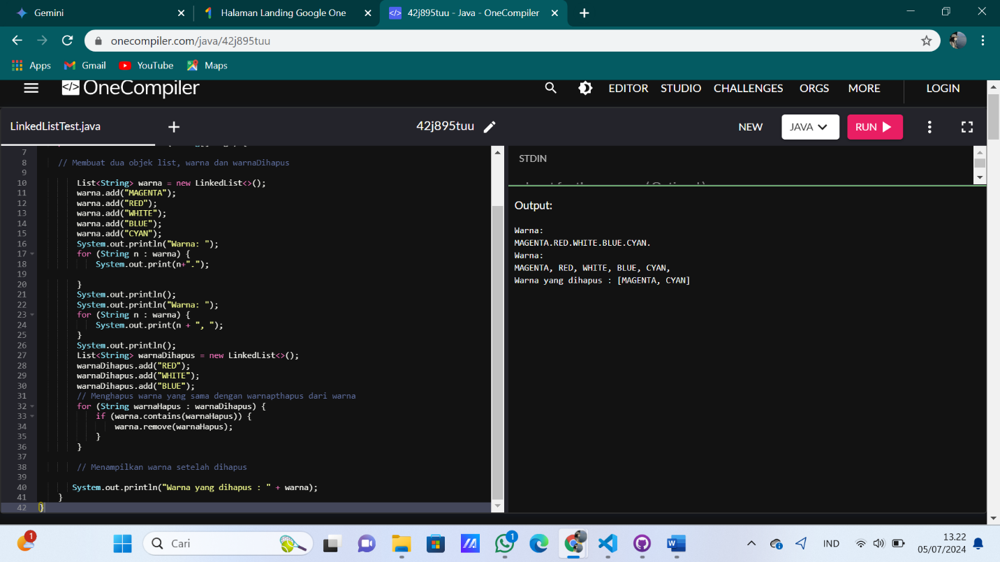 Gemini
Halaman Landing Google One
42j895tuu - Java - OneCompiler
onecompiler.com/java/42j895tuu
Apps
Gmail
YouTube
Maps
</> OneCompiler
EDITOR
STUDIO
CHALLENGES
ORGS
MORE
LOGIN
LinkedListTest.java
42j895tuu
NEW
JAVA
RUN
7
8 // Membuat dua objek list, warna dan warnaDihapus
9
10 List<String> warna = new LinkedList<>();
11 warna.add("MAGENTA");
12 warna.add("RED");
13 warna.add("WHITE");
14 warna.add("BLUE");
15 warna.add("CYAN");
16 System.out.println("Warna: ");
17 for (String n : warna) {
18 System.out.print(n+".");
19
20 }
21 System.out.println();
22 System.out.println("Warna: ");
23 for (String n : warna) {
24 System.out.print(n + ", ");
25 }
26 System.out.println();
27 List<String> warnaDihapus = new LinkedList<>();
28 warnaDihapus.add("RED");
29 warnaDihapus.add("WHITE");
30 warnaDihapus.add("BLUE");
31 // Menghapus warna yang sama dengan warnapthapus dari warna
32 for (String warnaHapus : warnaDihapus) {
33 if (warna.contains(warnaHapus)) {
34 warna.remove(warnaHapus);
35 }
36 }
37
38 // Menampilkan warna setelah dihapus
39
40 System.out.println("Warna yang dihapus : " + warna);
41 }
42 }
STDIN
Output:
Warna:
MAGENTA.RED.WHITE.BLUE.CYAN.
Warna:
MAGENTA, RED, WHITE, BLUE, CYAN,
Warna yang dihapus : [MAGENTA, CYAN]
1
Cari
1
IND
13.22
05/07/2024